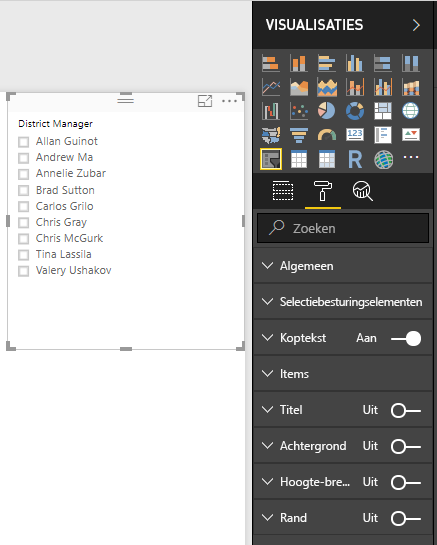 VISUALISATIES
District Manager
Allan Guinot
Andrew Ma
Annelie Zubar
Brad Sutton
Carlos Grilo
Chris Gray
Chris McGurk
Tina Lassila
Valery Ushakov
123
R
Zoeken
Algemeen
Selectiebesturingselementen
Koptekst Aan
Items
Titel Uit
Achtergrond Uit
Hoogte-bre... Uit
Rand Uit